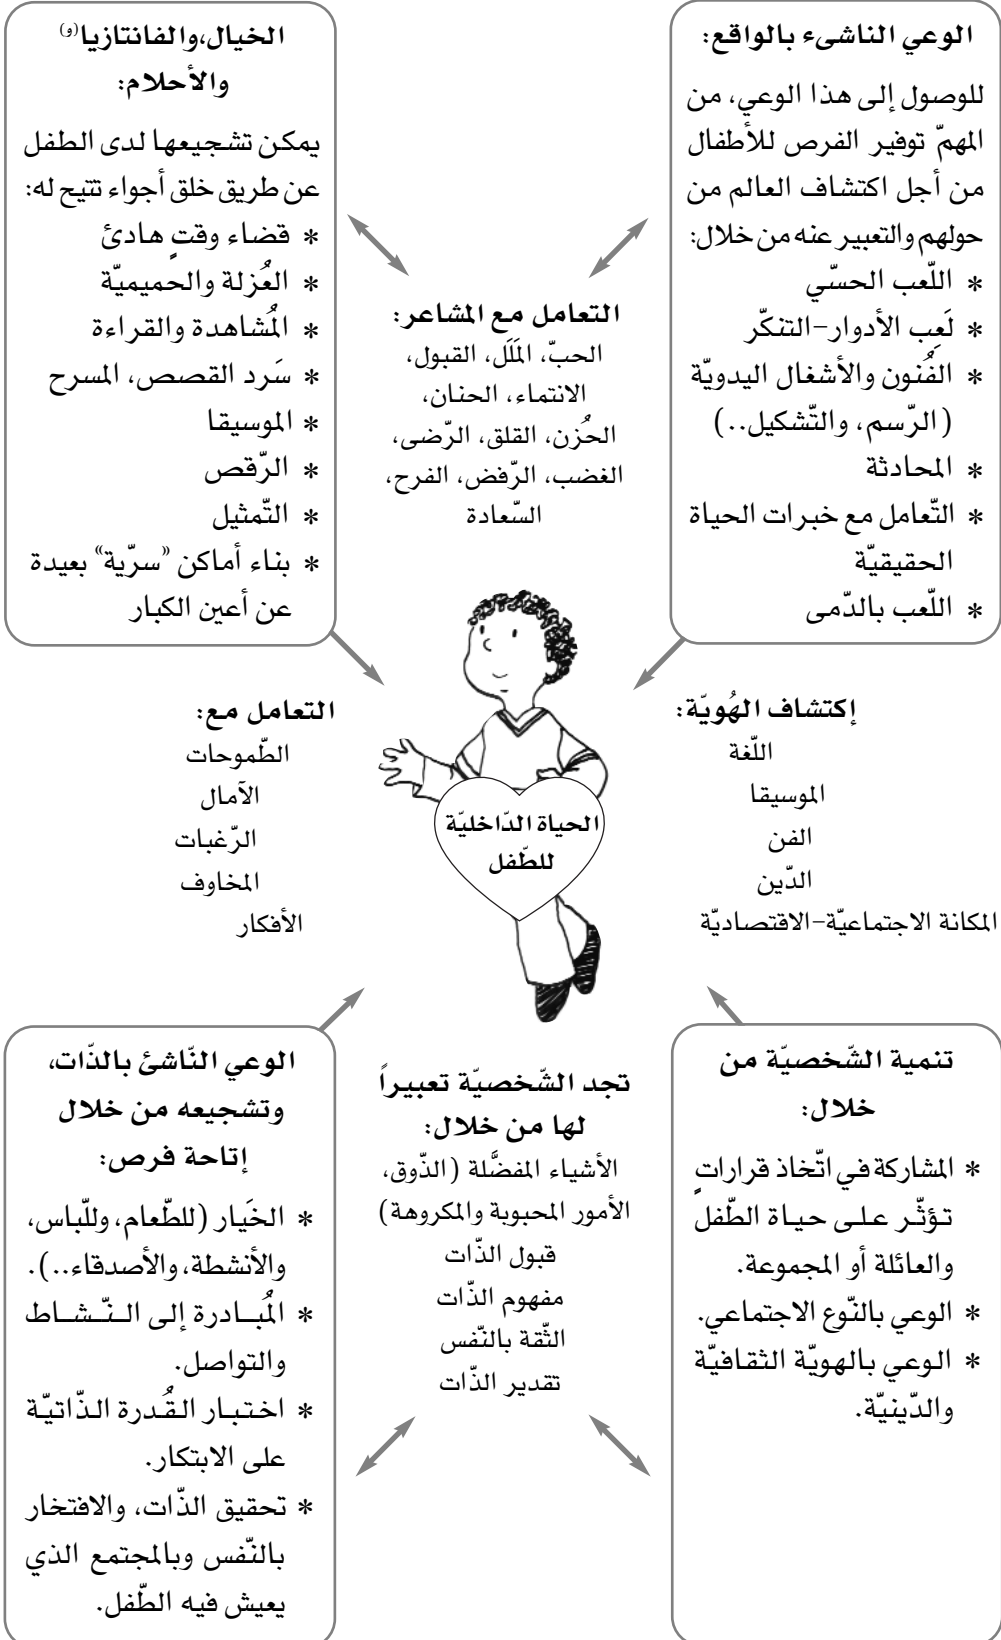 الوعي الناشىء بالواقع:
للوصول إلى هذا الوعي، من
المهمّ توفير الفرص للأطفال
من أجل اكتشاف العالم من
حولهم والتعبير عنه من خلال:
* اللّعب الحسّي
* لَعِب الأدوار-التنكّر
* الفُنون والأشغال اليدويّة
(الرّسم، والتّشكيل..)
* المحادثة
* التّعامل مع خبرات الحياة
الحقيقيّة
* اللّعب بالدّمى
الخيال،والفانتازيا(و)
والأحلام:
يمكن تشجيعها لدى الطفل
عن طريق خلق أجواء تتيح له:
* قضاء وقتٍ هادئ
* العُزلة والحميميّة
* المُشاهدة والقراءة
* سَرد القصص، المسرح
* الموسيقا
* الرّقص
* التّمثيل
* بناء أماكن "سرّية" بعيدة
عن أعين الكبار
التعامل مع المشاعر:
الحبّ، المَلَل، القبول،
الانتماء، الحنان،
الحُزن، القلق، الرّضى،
الغضب، الرّفض، الفرح،
السّعادة
إكتشاف الهُويّة:
اللّغة
الموسيقا
الفن
الدّين
المكانة الاجتماعيّة-الاقتصاديّة
الحياة الدّاخليّة
للطّفل
التعامل مع:
الطّموحات
الآمال
الرّغبات
المخاوف
الأفكار
تنمية الشّخصيّة من
خلال:
* المشاركة في اتّخاذ قراراتٍ
تؤثّر على حياة الطّفل
والعائلة أو المجموعة.
* الوعي بالنّوع الاجتماعي.
* الوعي بالهويّة الثقافيّة
والدّينيّة.
تجد الشّخصيّة تعبيراً
لها من خلال:
الأشياء المفضَّلة (الذّوق،
الأمور المحبوبة والمكروهة)
قبول الذّات
مفهوم الذّات
الثّقة بالنّفس
تقدير الذّات
الوعي النّاشئ بالذّات،
وتشجيعه من خلال
إتاحة فرص:
* الخَيار (للطّعام، وللّباس،
والأنشطة، والأصدقاء..).
* المُبادرة إلى النّشاط
والتواصل.
* اختبار القُدرة الذّاتيّة
على الابتكار.
* تحقيق الذّات، والافتخار
بالنّفس وبالمجتمع الذي
يعيش فيه الطّفل.